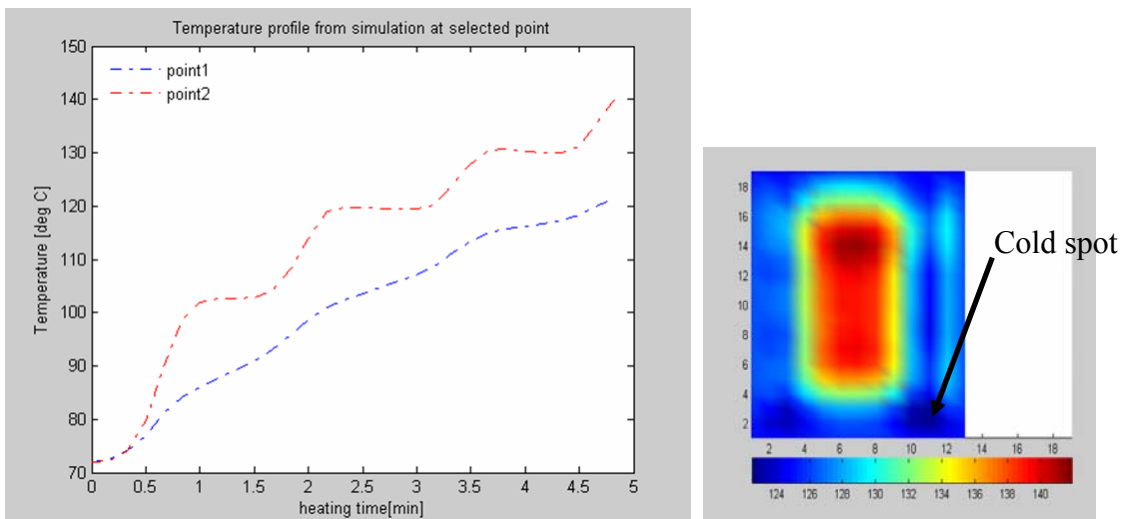 Temperature profile from simulation at selected point
150
140
130
120
110
100
90
80
70
Temperature [deg C]
point1
point2
0 0.5 1 1.5 2 2.5 3 3.5 4 4.5 5
heating time[min]
18
16
14
12
10
8
6
4
2
Cold spot
2 4 6 8 10 12 14 16 18
124 126 128 130 132 134 136 138 140